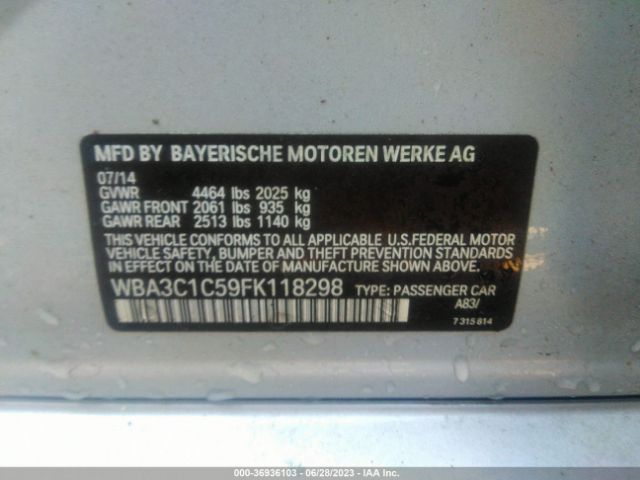 MFD BY BAYERISCHE MOTOREN WERKE AG
07/14
GVWR 4464 lbs 2025 kg
GAWR FRONT 2061 lbs 935 kg
GAWR REAR 2513 lbs 1140 kg
THIS VEHICLE CONFORMS TO ALL APPLICABLE U.S.FEDERAL MOTOR
VEHICLE SAFETY, BUMPER AND THEFT PREVENTION STANDARDS
IN EFFECT ON THE DATE OF MANUFACTURE SHOWN ABOVE.
WBA3C1C59FK118298 TYPE: PASSENGER CAR
A83/
7 315 814
000-36936103 - 06/28/2023 - IAA Inc.